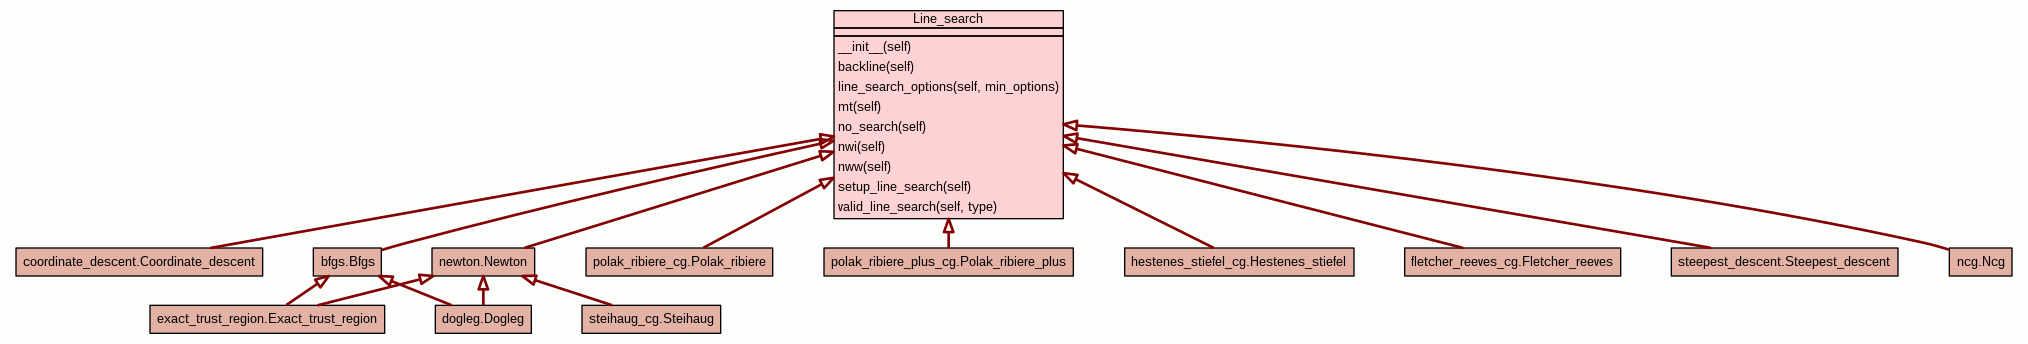 Line_search
__init__(self)
backline(self)
line_search_options(self, min_options)
mt(self)
no_search(self)
nwi(self)
nww(self)
setup_line_search(self)
valid_line_search(self, type)
coordinate_descent.Coordinate_descent
bfgs.Bfgs
newton.Newton
polak_ribiere_cg.Polak_ribiere
polak_ribiere_plus_cg.Polak_ribiere_plus
hestenes_stiefel_cg.Hestenes_stiefel
fletcher_reeves_cg.Fletcher_reeves
steepest_descent.Steepest_descent
ncg.Ncg
exact_trust_region.Exact_trust_region
dogleg.Dogleg
steihaug_cg.Steihaug